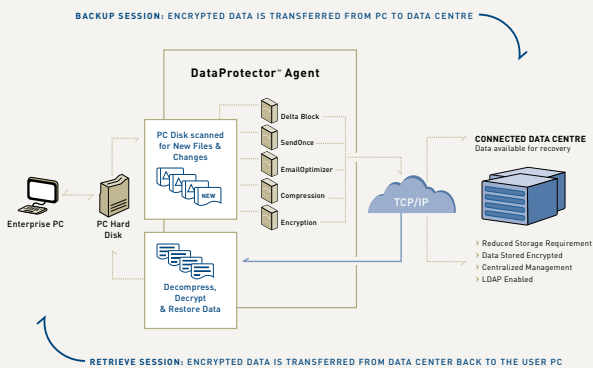 BACKUP SESSION: ENCRYPTED DATA IS TRANSFERRED FROM PC TO DATA CENTRE
DataProtector™ Agent
PC Disk scanned
for New Files &
Changes
NEW
Delta Block
SendOnce
EmailOptimizer
Compression
Encryption
Enterprise PC
PC Hard
Disk
TCP/IP
CONNECTED DATA CENTRE
Data available for recovery
Reduced Storage Requirement
Data Stored Encrypted
Centralized Management
LDAP Enabled
Decompress,
Decrypt
& Restore Data
RETRIEVE SESSION: ENCRYPTED DATA IS TRANSFERRED FROM DATA CENTER BACK TO THE USER PC